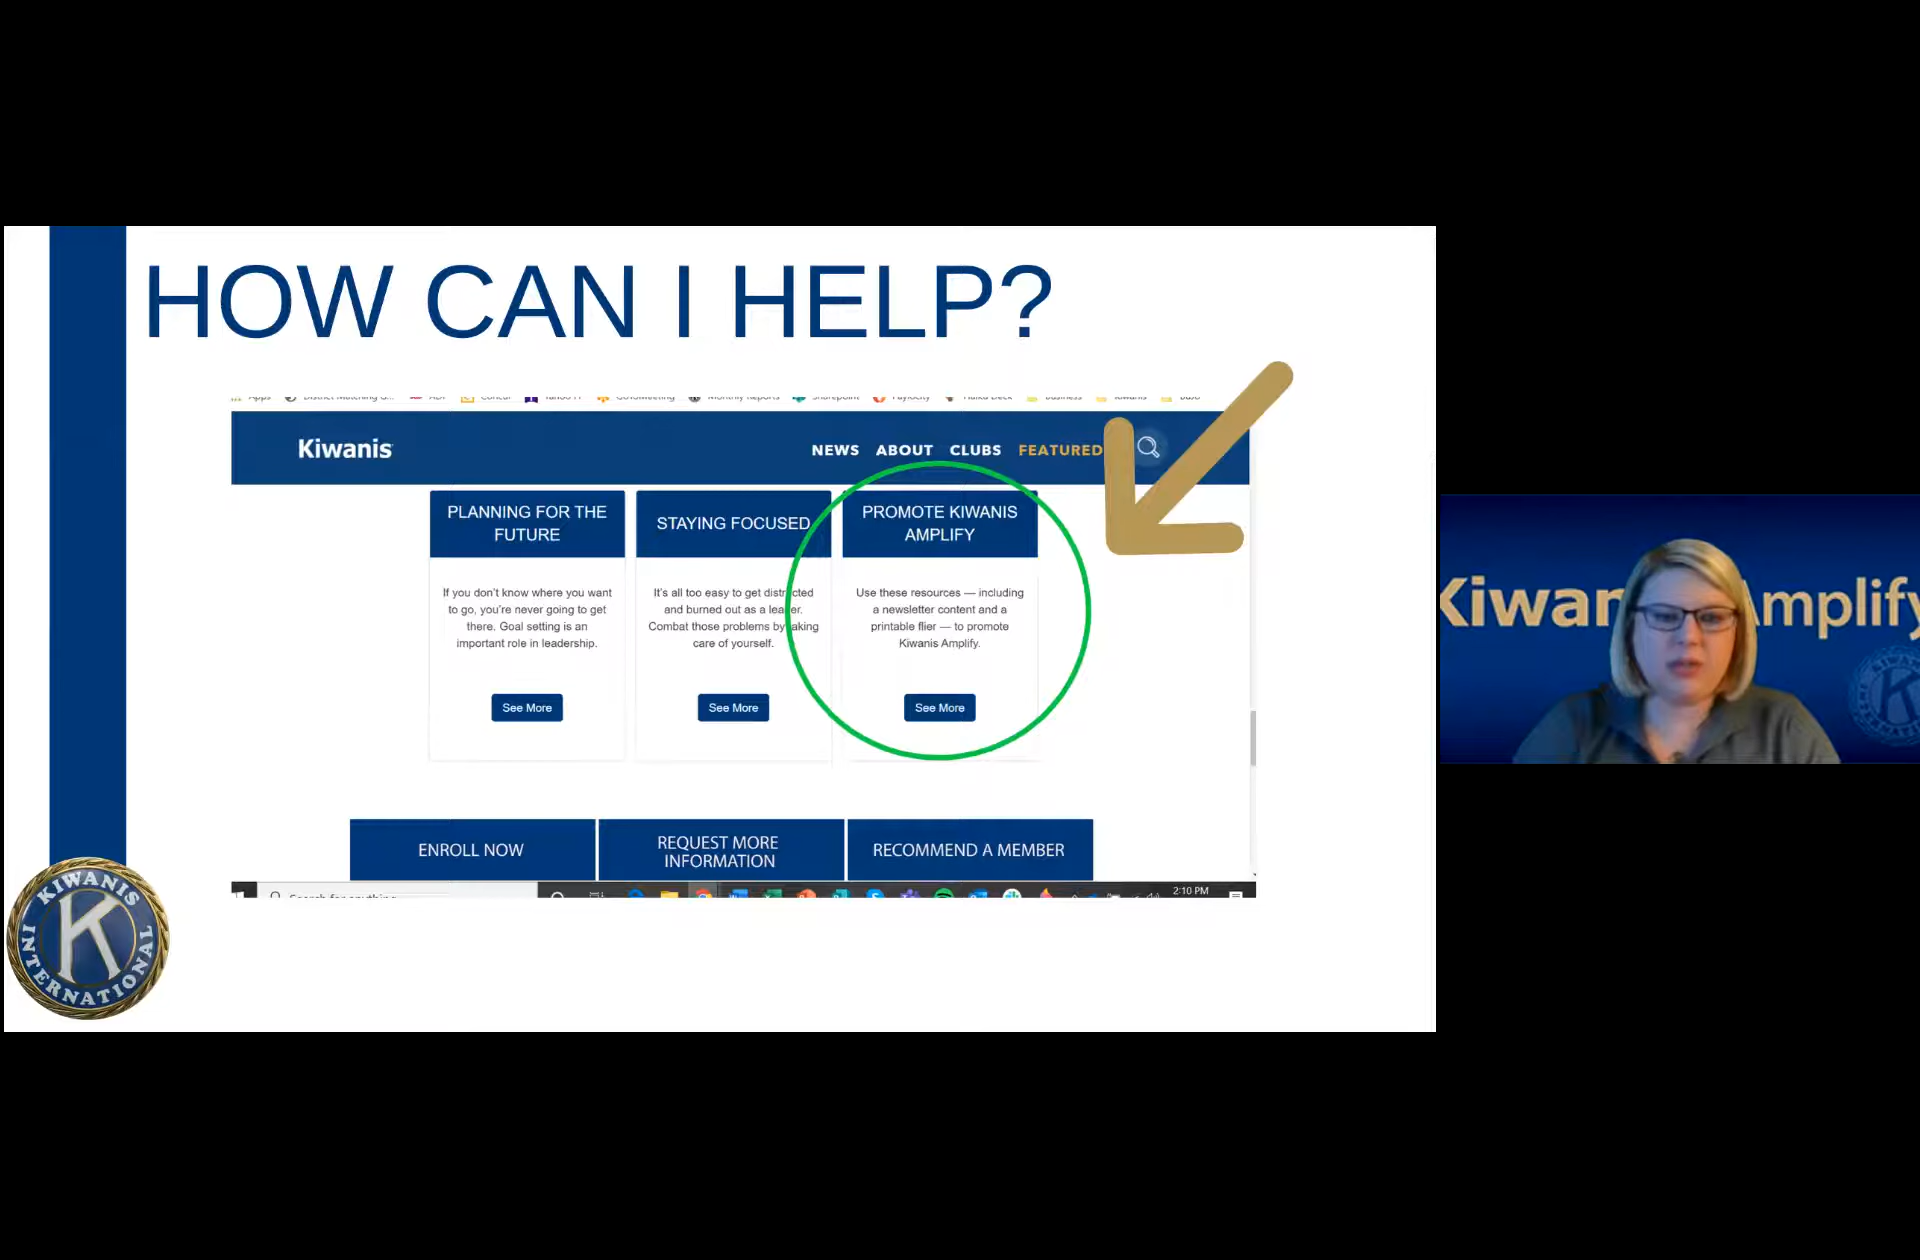 HOW CAN I HELP?
Kiwanis
NEWS ABOUT CLUBS FEATURED
PLANNING FOR THE
FUTURE
If you don't know where you want
to go, you're never going to get
there. Goal setting is an
important role in leadership.
See More
STAYING FOCUSED
It's all too easy to get distracted
and burned out as a leader.
Combat those problems by taking
care of yourself.
See More
PROMOTE KIWANIS
AMPLIFY
Use these resources — including
a newsletter content and a
printable flier — to promote
Kiwanis Amplify.
See More
ENROLL NOW
REQUEST MORE
INFORMATION
RECOMMEND A MEMBER
2:10 PM
KIWANIS
K
INTERNATIONAL
Kiwan Amplify